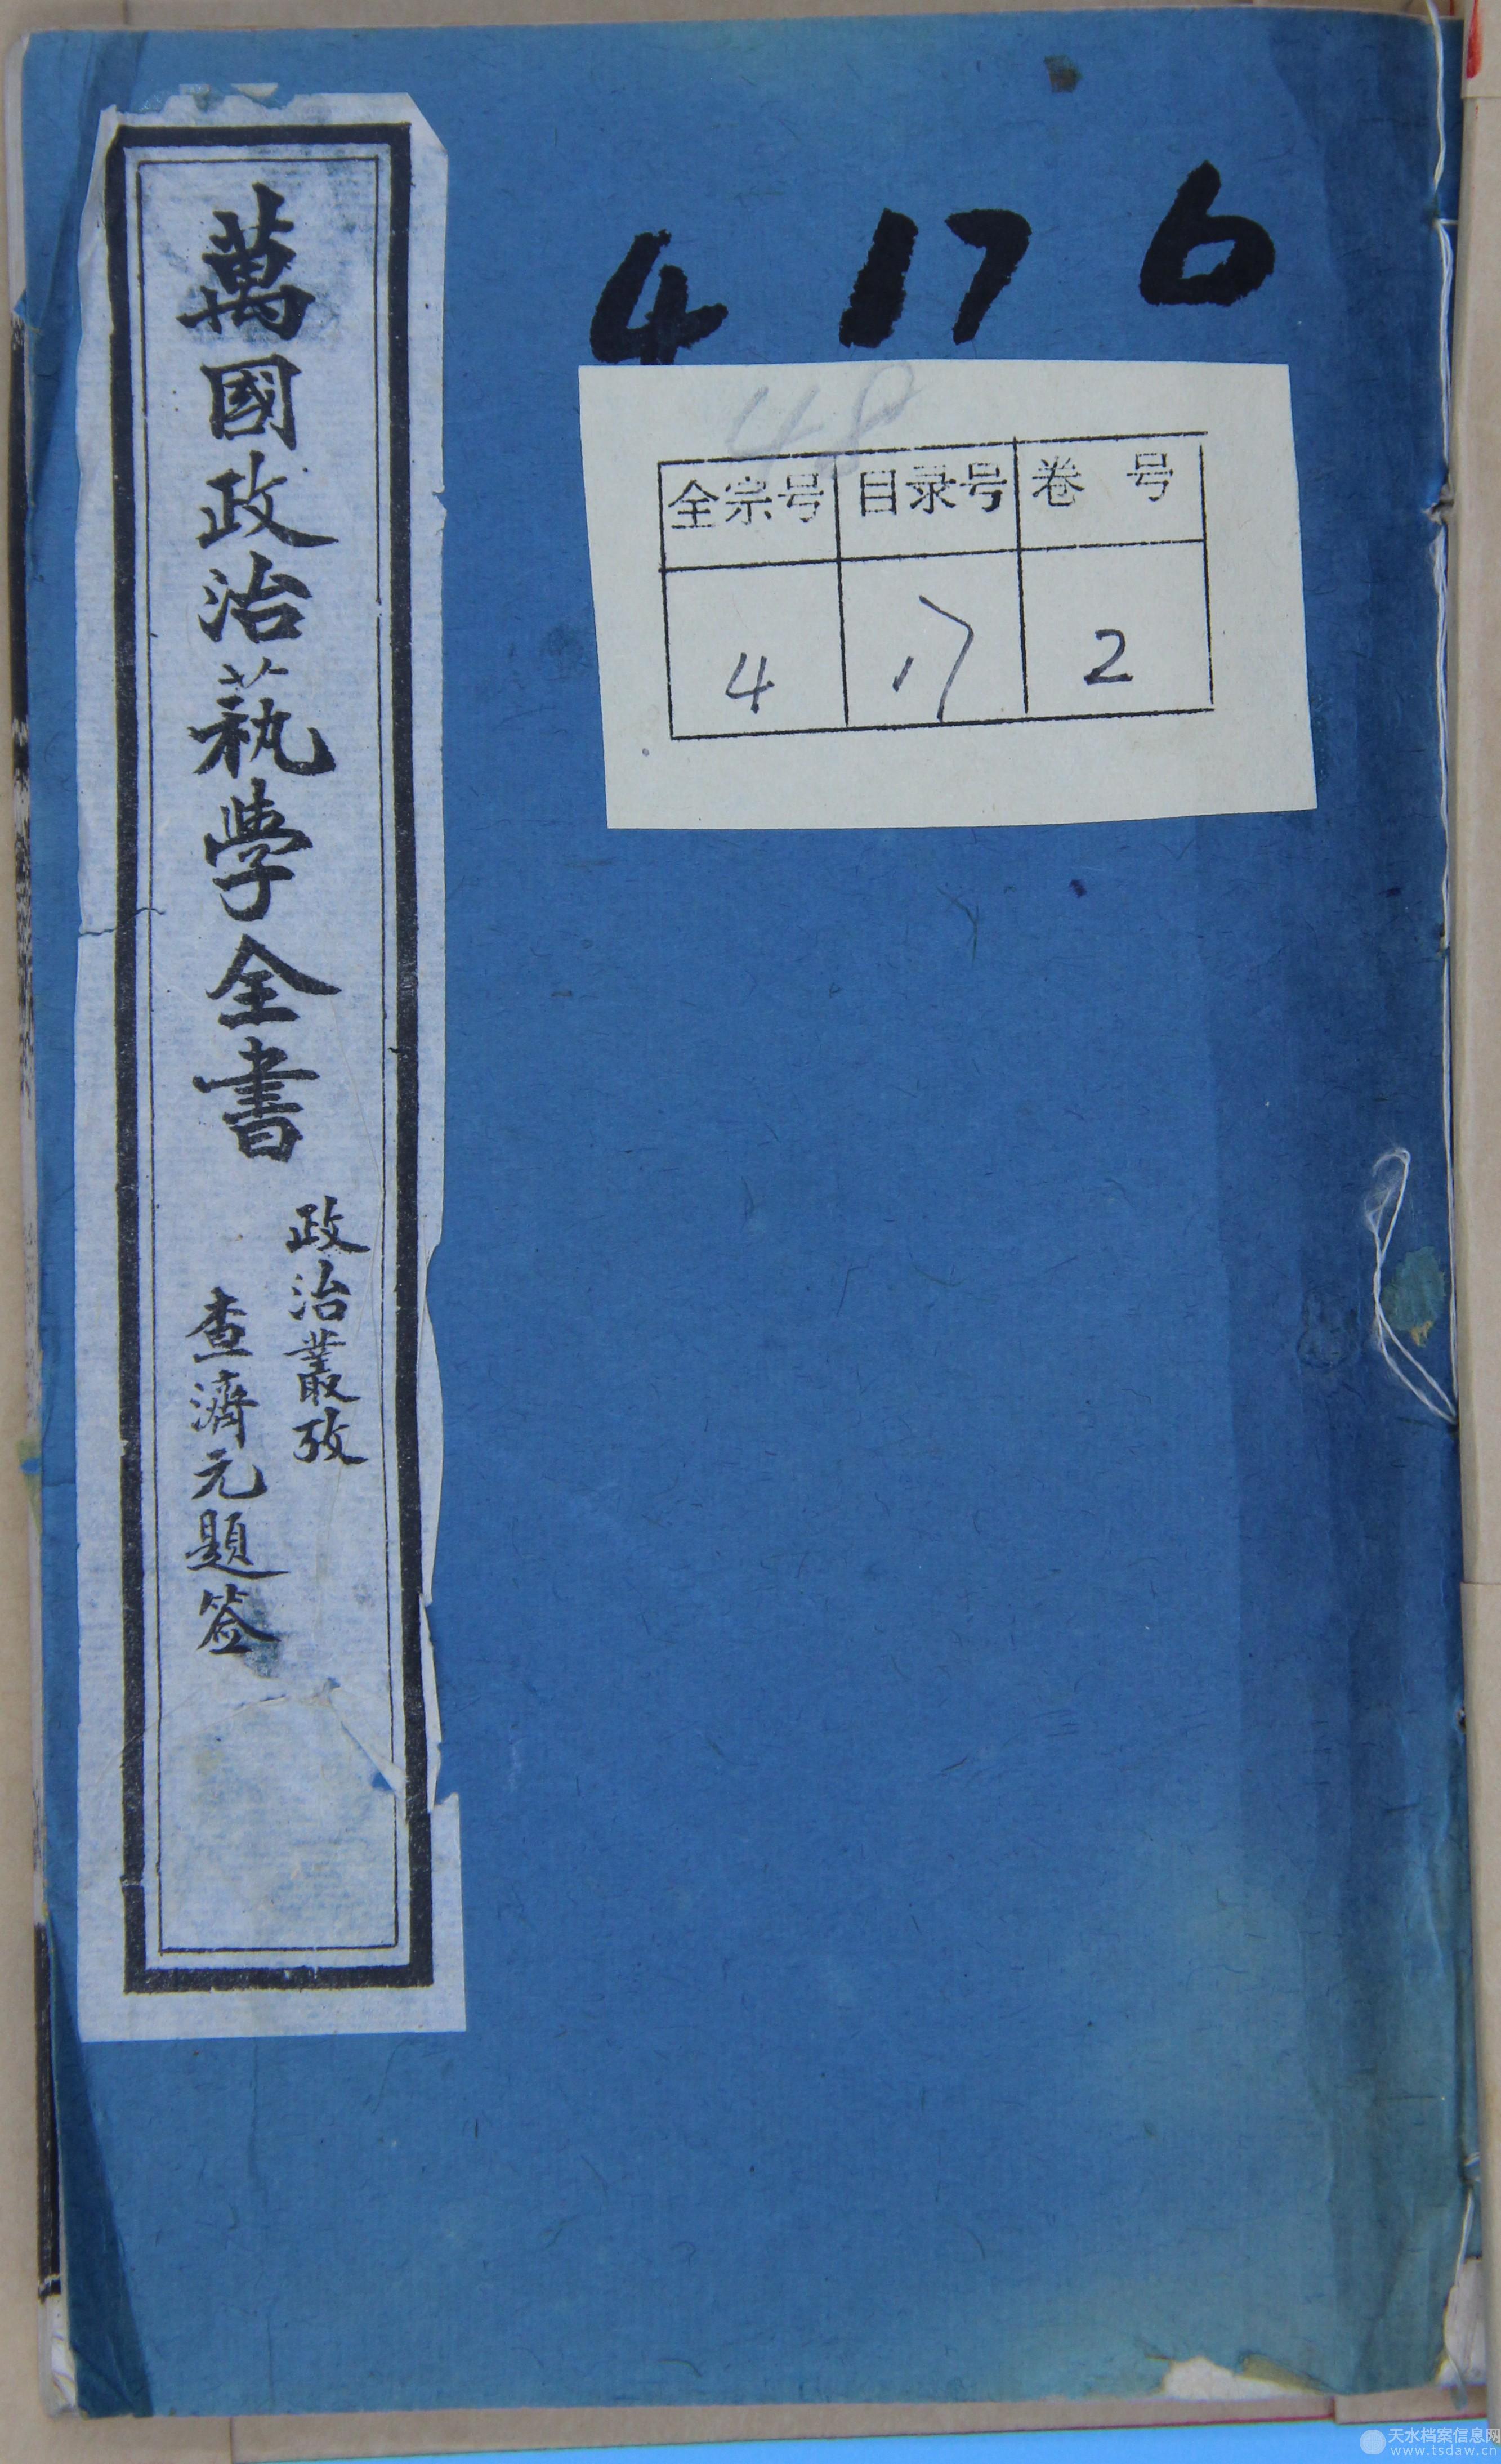 萬國政治蓺學全書
政治叢攷
查濟元題签
4 17 6
48
全宗号 目录号 卷 号
4 17 2
天水档案信息网
www.tsdaw.cn